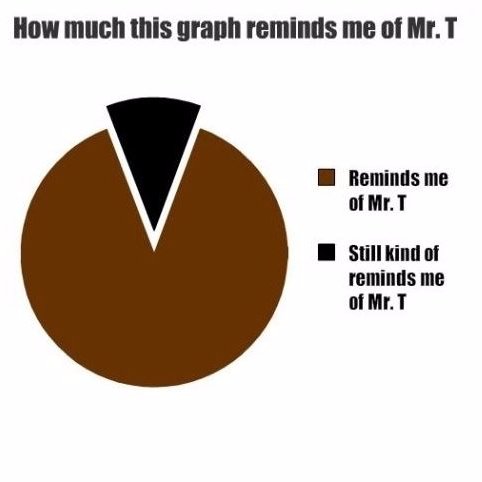 How much this graph reminds me of Mr. T
Reminds me
of Mr. T
Still kind of
reminds me
of Mr. T